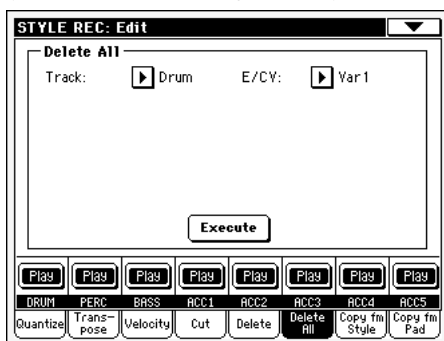 STYLE REC: Edit
Delete All
Track: Drum E/CV: Var1
Execute
Play Play Play Play Play Play Play Play
DRUM PERC BASS ACC1 ACC2 ACC3 ACC4 ACC5
Quantize Trans-pose Velocity Cut Delete Delete All Copy fm Style Copy fm Pad